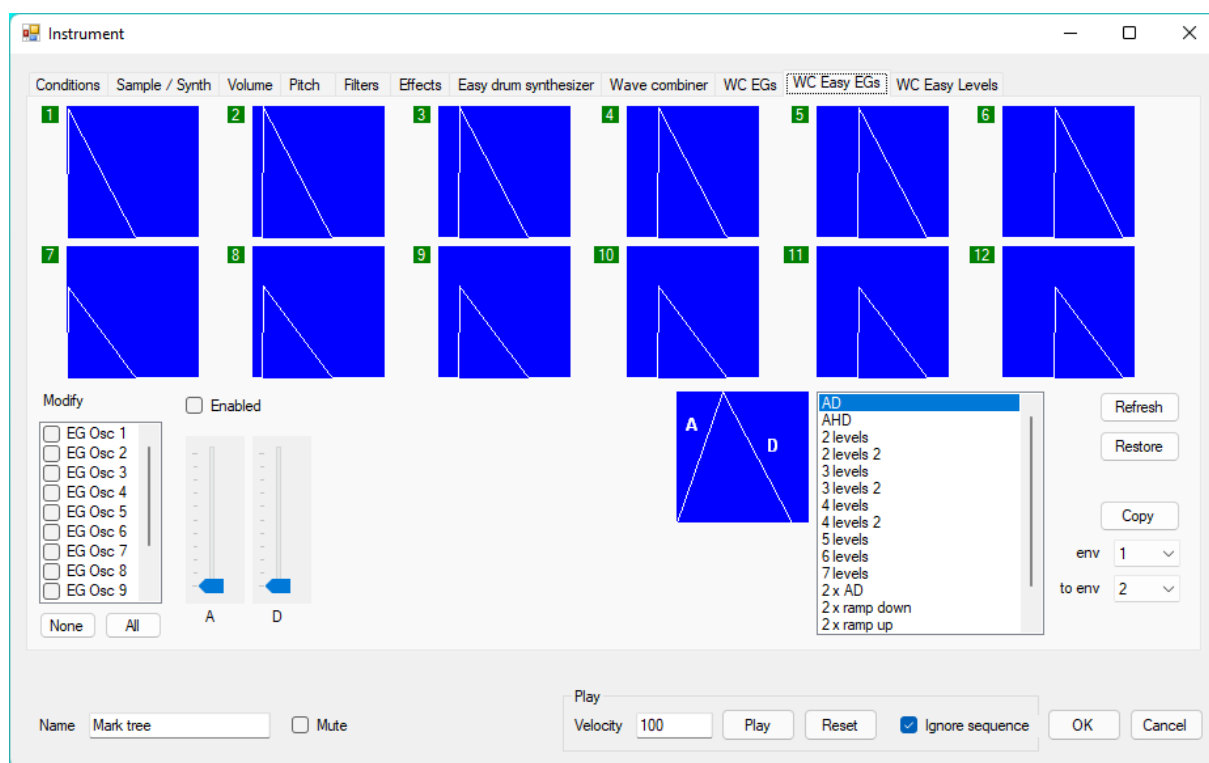 Instrument
Conditions Sample / Synth Volume Pitch Filters Effects Easy drum synthesizer Wave combiner WC EGs WC Easy EGs WC Easy Levels
1 2 3 4 5 6
7 8 9 10 11 12
Modify
Enabled
EG Osc 1
EG Osc 2
EG Osc 3
EG Osc 4
EG Osc 5
EG Osc 6
EG Osc 7
EG Osc 8
EG Osc 9
None All
A D
A D
AD
AHD
2 levels
2 levels 2
3 levels
3 levels 2
4 levels
4 levels 2
5 levels
6 levels
7 levels
2 x AD
2 x ramp down
2 x ramp up
Refresh
Restore
Copy
env 1
to env 2
Name Mark tree Mute
Play
Velocity 100 Play Reset Ignore sequence OK Cancel